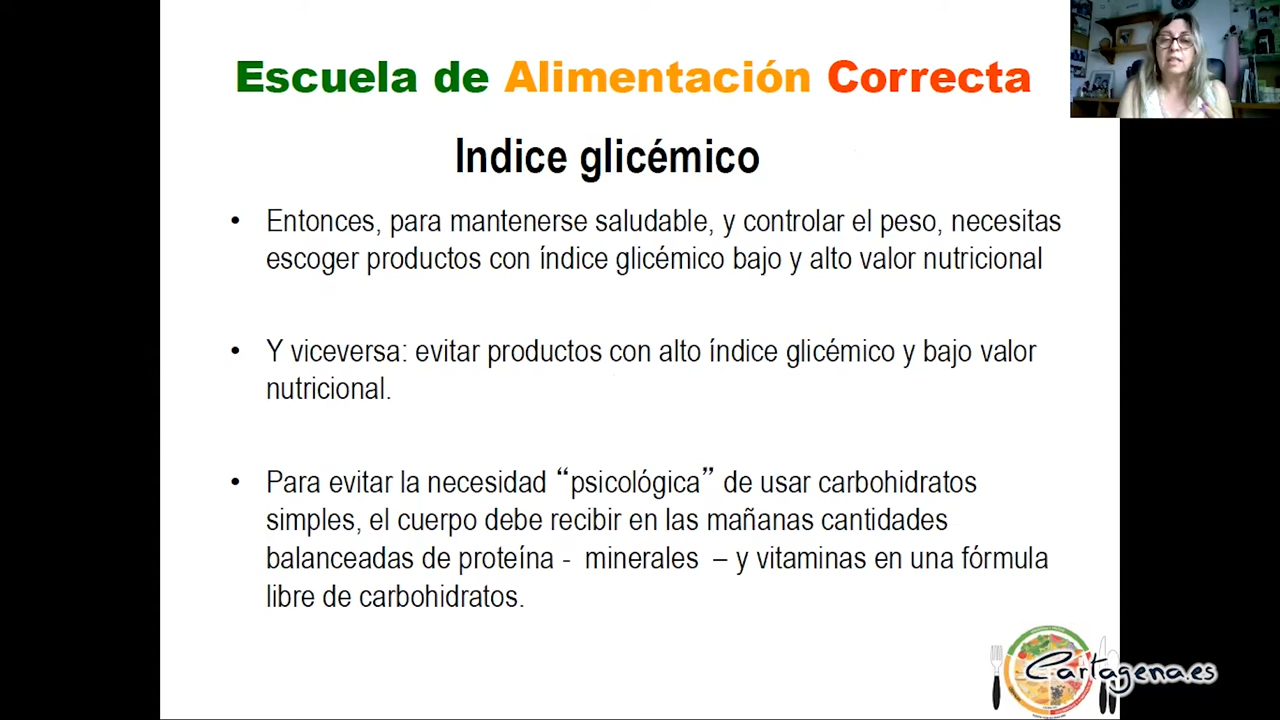 Escuela de Alimentación Correcta
Indice glicémico
• Entonces, para mantenerse saludable, y controlar el peso, necesitas
escoger productos con índice glicémico bajo y alto valor nutricional
• Y viceversa: evitar productos con alto índice glicémico y bajo valor
nutricional.
• Para evitar la necesidad “psicológica” de usar carbohidratos
simples, el cuerpo debe recibir en las mañanas cantidades
balanceadas de proteína - minerales – y vitaminas en una fórmula
libre de carbohidratos.
Cartagena.es